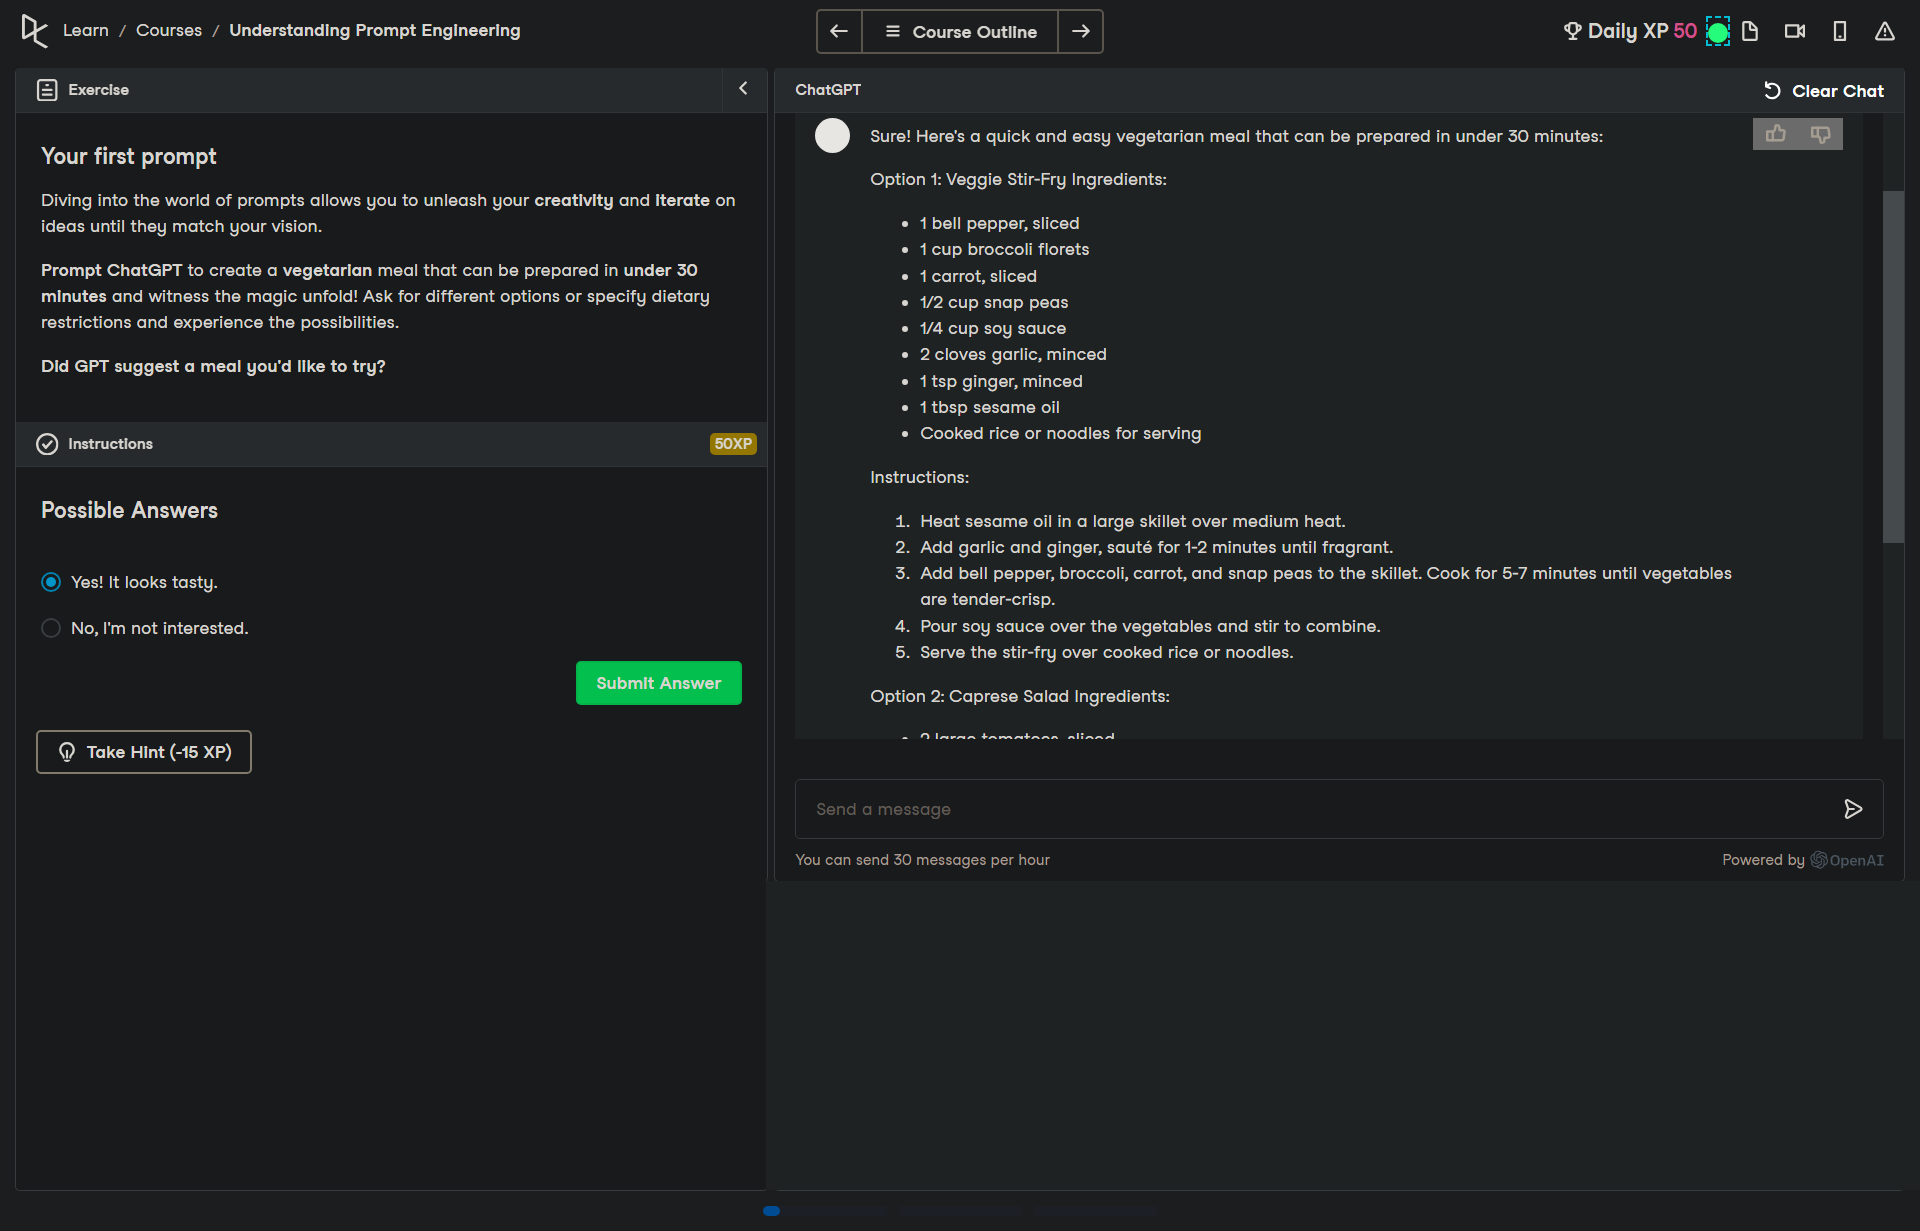 Learn / Courses / Understanding Prompt Engineering
Course Outline
Daily XP 50
Exercise
Your first prompt
Diving into the world of prompts allows you to unleash your creativity and iterate on
ideas until they match your vision.
Prompt ChatGPT to create a vegetarian meal that can be prepared in under 30
minutes and witness the magic unfold! Ask for different options or specify dietary
restrictions and experience the possibilities.
Did GPT suggest a meal you'd like to try?
Instructions
50XP
Possible Answers
Yes! It looks tasty.
No, I'm not interested.
Submit Answer
Take Hint (-15 XP)
ChatGPT
Clear Chat
Sure! Here's a quick and easy vegetarian meal that can be prepared in under 30 minutes:
Option 1: Veggie Stir-Fry Ingredients:
• 1 bell pepper, sliced
• 1 cup broccoli florets
• 1 carrot, sliced
• 1/2 cup snap peas
• 1/4 cup soy sauce
• 2 cloves garlic, minced
• 1 tsp ginger, minced
• 1 tbsp sesame oil
• Cooked rice or noodles for serving
Instructions:
1. Heat sesame oil in a large skillet over medium heat.
2. Add garlic and ginger, sauté for 1-2 minutes until fragrant.
3. Add bell pepper, broccoli, carrot, and snap peas to the skillet. Cook for 5-7 minutes until vegetables
are tender-crisp.
4. Pour soy sauce over the vegetables and stir to combine.
5. Serve the stir-fry over cooked rice or noodles.
Option 2: Caprese Salad Ingredients:
• 2 large tomatoes, sliced
Send a message
You can send 30 messages per hour
Powered by OpenAI